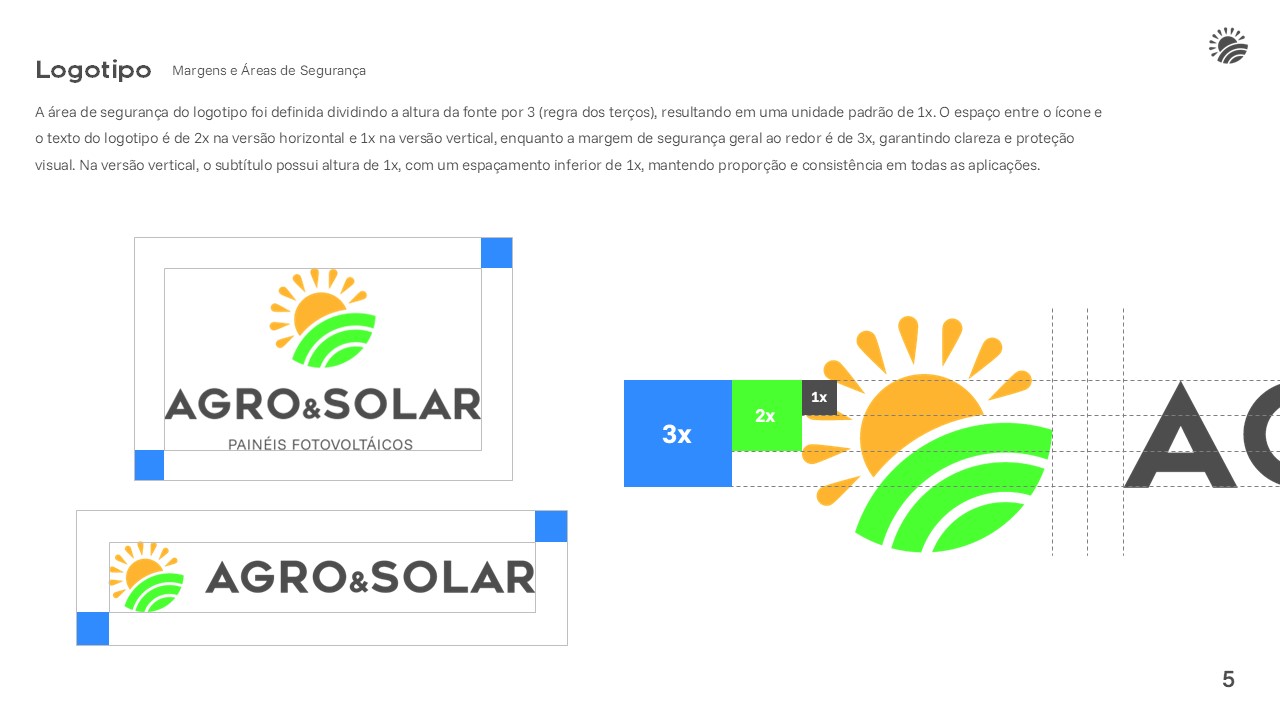 Logotipo
Margens e Áreas de Segurança
A área de segurança do logotipo foi definida dividindo a altura da fonte por 3 (regra dos terços), resultando em uma unidade padrão de 1x. O espaço entre o ícone e
o texto do logotipo é de 2x na versão horizontal e 1x na versão vertical, enquanto a margem de segurança geral ao redor é de 3x, garantindo clareza e proteção
visual. Na versão vertical, o subtítulo possui altura de 1x, com um espaçamento inferior de 1x, mantendo proporção e consistência em todas as aplicações.
AGRO&SOLAR
PAINÉIS FOTOVOLTÁICOS
AGRO&SOLAR
3x
2x
1x
A
5